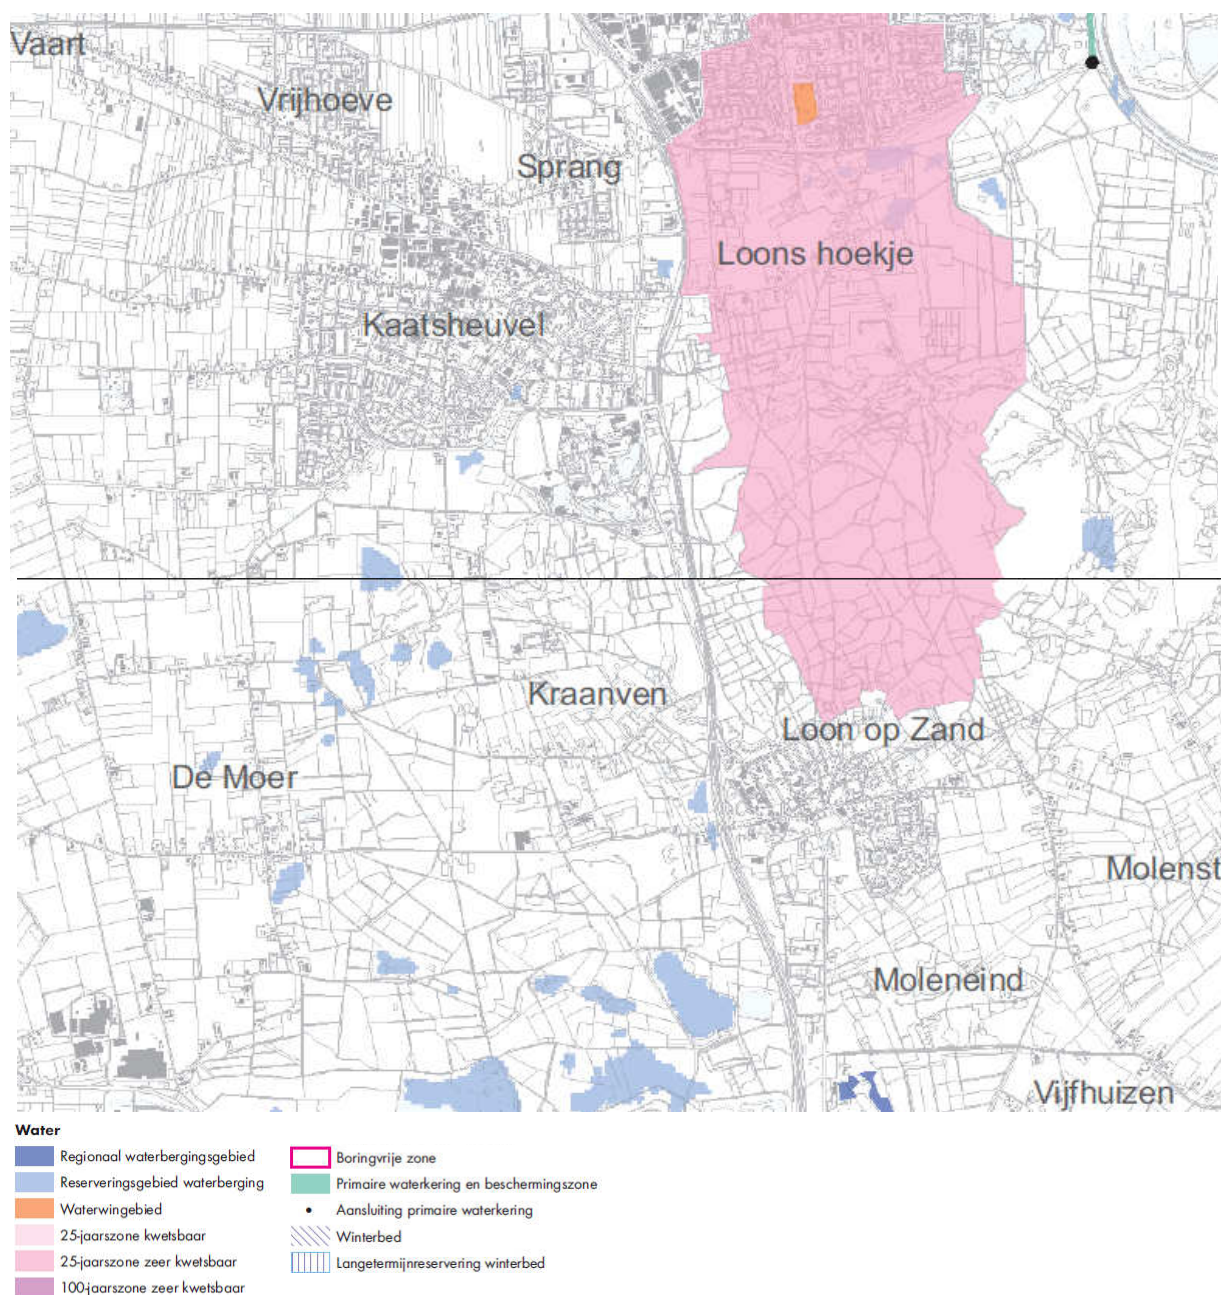 Vaart
Vrijhoeve
Sprang
Loons hoekje
Kaatsheuvel
Kraanven
Loon op Zand
De Moer
Molenst
Moleneind
Vijfhuizen
Water
Regionaal waterbergingsgebied
Reserveringsgebied waterberging
Waterwingebied
25-jaarszone kwetsbaar
25-jaarszone zeer kwetsbaar
100-jaarszone zeer kwetsbaar
Boringvrije zone
Primaire waterkering en beschermingszone
Aansluiting primaire waterkering
Winterbed
Langetermijnreservering winterbed